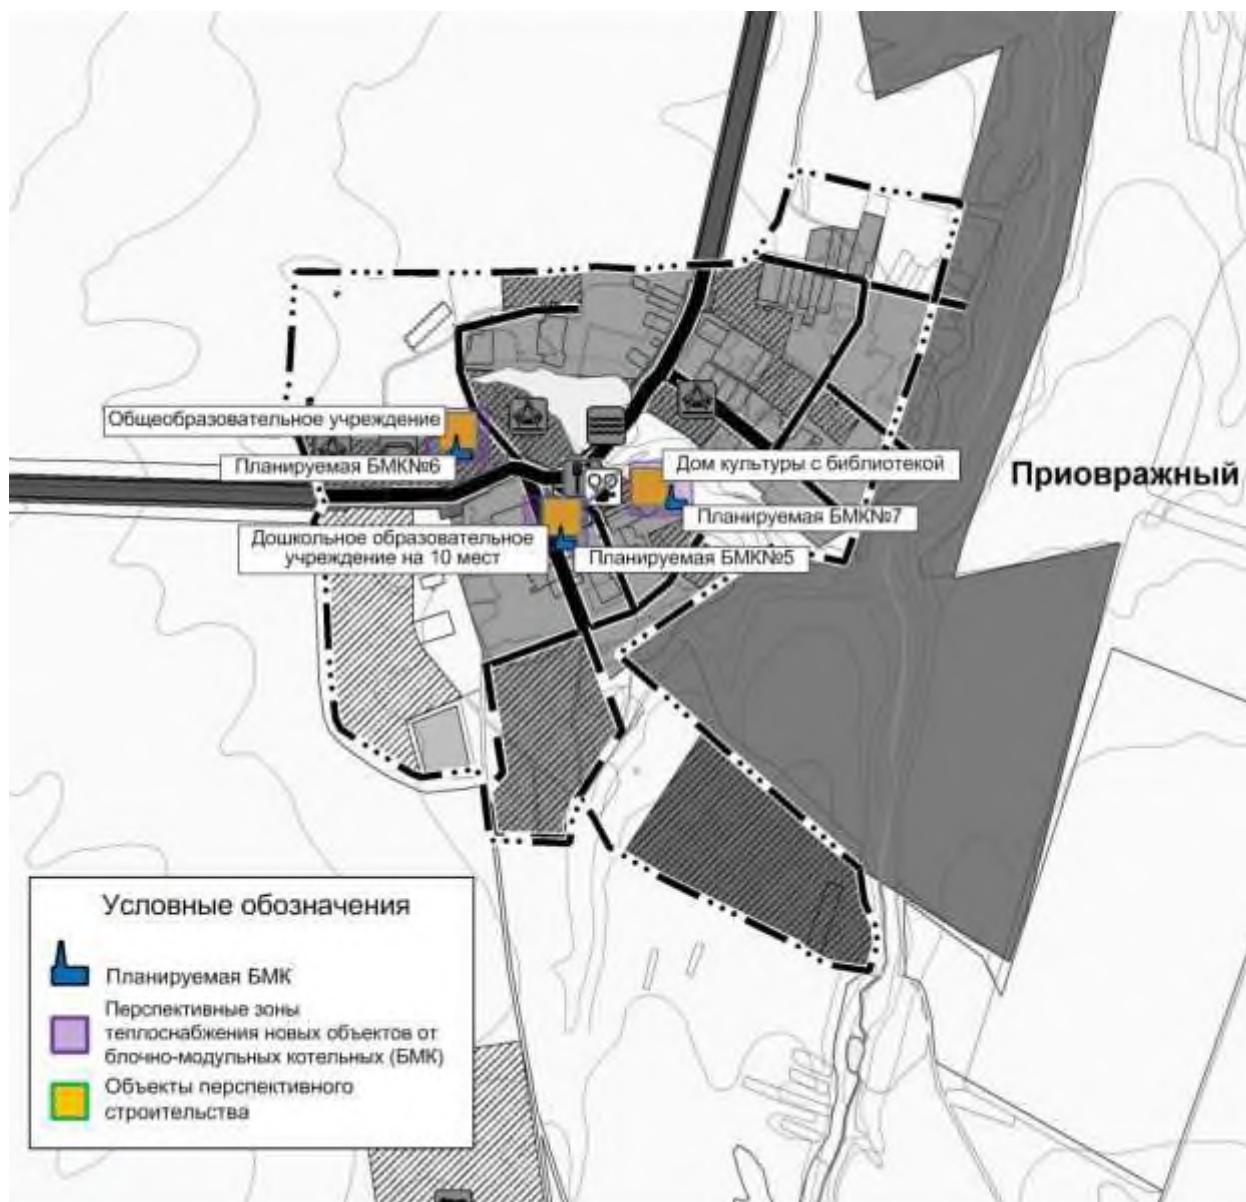 Общеобразовательное учреждение
Планируемая БМК№6
Дом культуры с библиотекой
Приовражный
Планируемая БМК№7
Дошкольное образовательное
учреждение на 10 мест
Планируемая БМК№5
Условные обозначения
Планируемая БМК
Перспективные зоны
теплоснабжения новых объектов от
блочно-модульных котельных (БМК)
Объекты перспективного
строительства